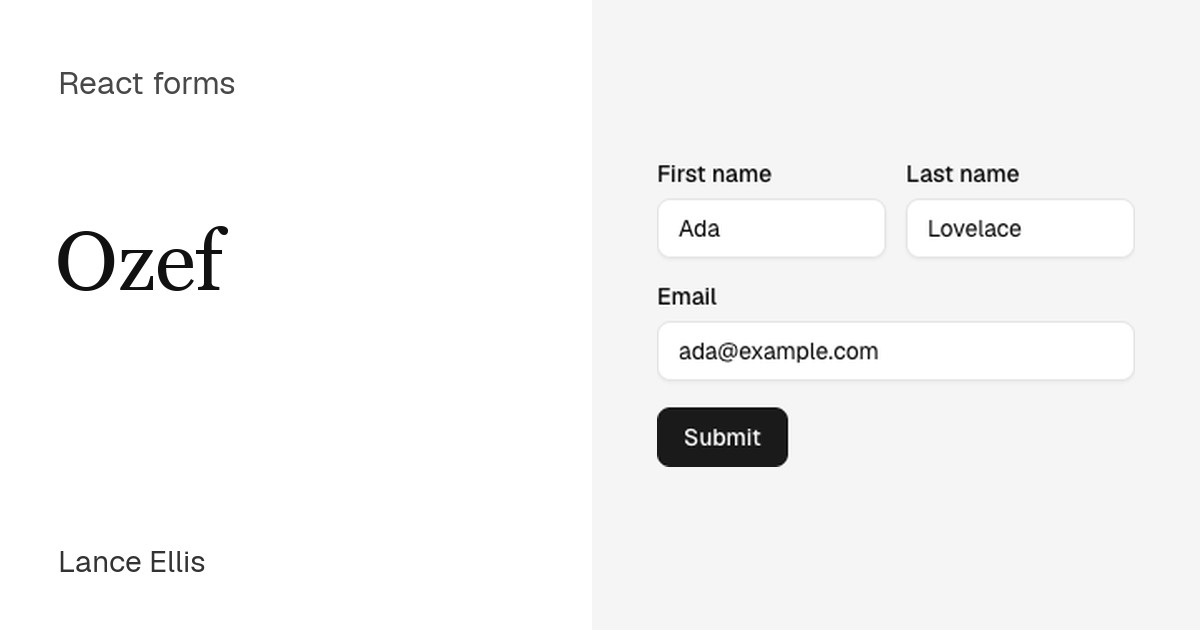 React forms
Ozef
Lance Ellis
First name
Last name
Ada
Lovelace
Email
ada@example.com
Submit